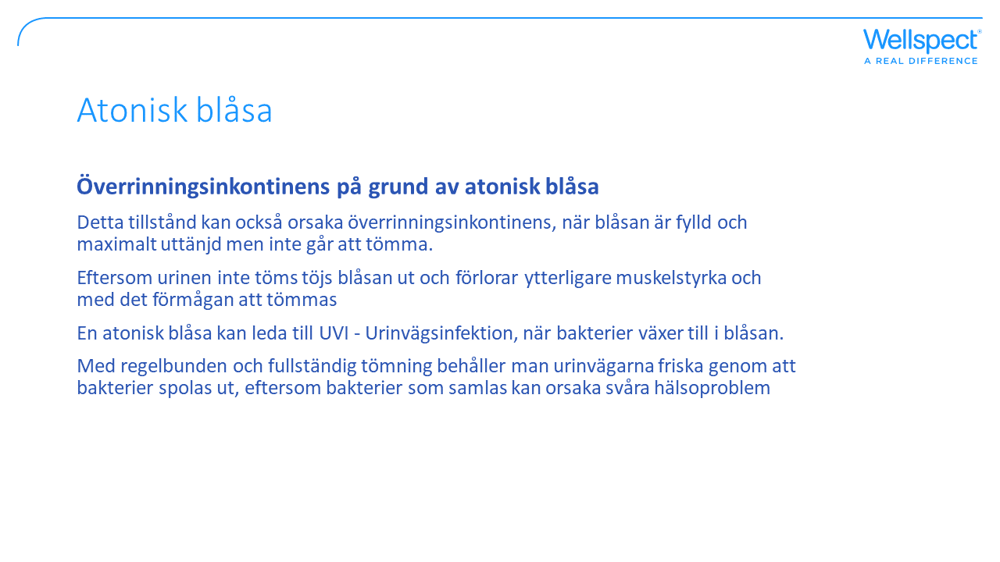 Wellspect®
A REAL DIFFERENCE
Atonisk blåsa
Överrinningsinkontinens på grund av atonisk blåsa
Detta tillstånd kan också orsaka överrinningsinkontinens, när blåsan är fylld och
maximalt uttänjd men inte går att tömma.
Eftersom urinen inte töms töjs blåsan ut och förlorar ytterligare muskelstyrka och
med det förmågan att tömmas
En atonisk blåsa kan leda till UVI - Urinvägsinfektion, när bakterier växer till i blåsan.
Med regelbunden och fullständig tömning behåller man urinvägarna friska genom att
bakterier spolas ut, eftersom bakterier som samlas kan orsaka svåra hälsoproblem